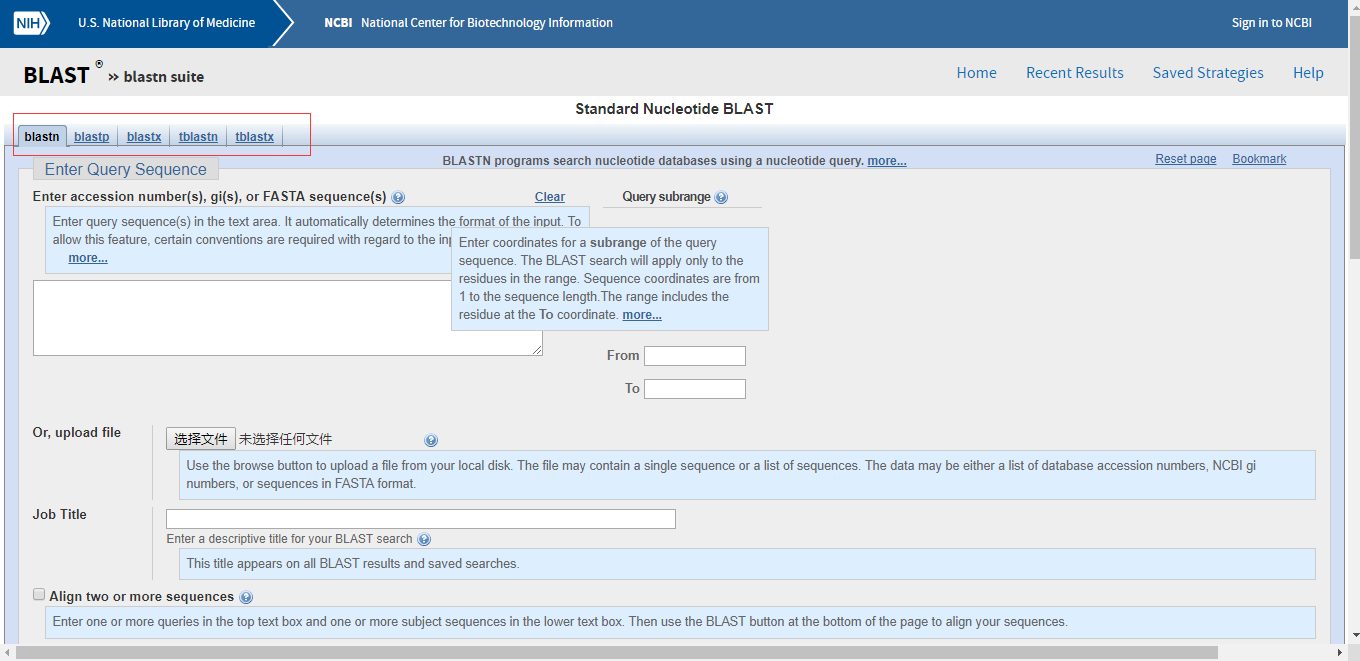 NIH U.S. National Library of Medicine NCBI National Center for Biotechnology Information Sign in to NCBI
BLAST ® » blastn suite Home Recent Results Saved Strategies Help
Standard Nucleotide BLAST
blastn blastp blastx tblastn tblastx
BLASTN programs search nucleotide databases using a nucleotide query. more... Reset page Bookmark
Enter Query Sequence
Enter accession number(s), gi(s), or FASTA sequence(s) ? Clear Query subrange ?
Enter query sequence(s) in the text area. It automatically determines the format of the input. To
allow this feature, certain conventions are required with regard to the
more...
Enter coordinates for a subrange of the query
sequence. The BLAST search will apply only to the
residues in the range. Sequence coordinates are from
1 to the sequence length.The range includes the
residue at the To coordinate. more...
From
To
Or, upload file 选择文件 未选择任何文件 ?
Use the browse button to upload a file from your local disk. The file may contain a single sequence or a list of sequences. The data may be either a list of database accession numbers, NCBI gi
numbers, or sequences in FASTA format.
Job Title
Enter a descriptive title for your BLAST search ?
This title appears on all BLAST results and saved searches.
Align two or more sequences ?
Enter one or more queries in the top text box and one or more subject sequences in the lower text box. Then use the BLAST button at the bottom of the page to align your sequences.